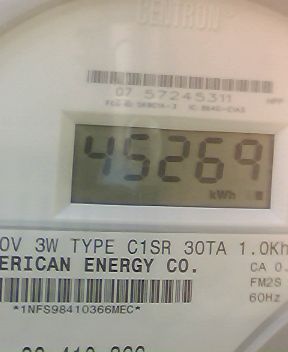 CENTRON
07 57245311
45269
kWh
0V 3W TYPE C1SR 30TA 1.0Kh
ERICAN ENERGY CO.
CA 0.
FM2S
60Hz
*1NFS98410366MEC*